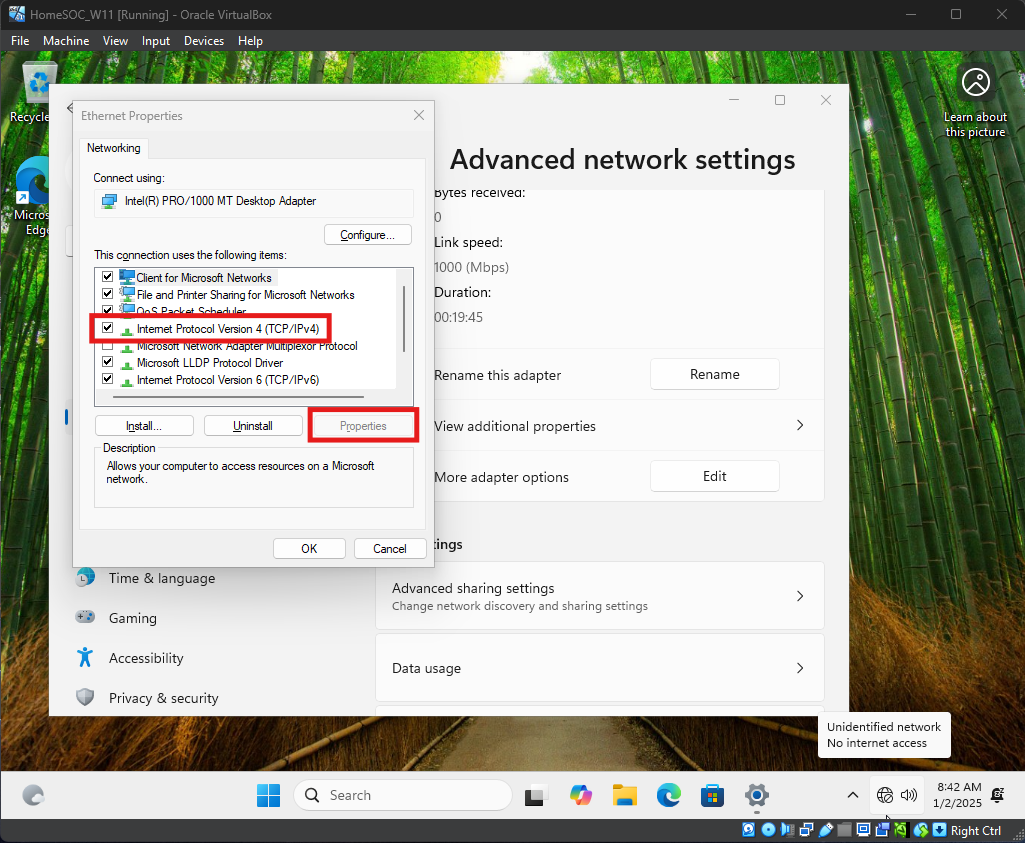 HomeSOC_W11 [Running] - Oracle VirtualBox
File Machine View Input Devices Help
Recycle
Micros
Edge
Learn about
this picture
Ethernet Properties
Networking
Connect using:
Intel(R) PRO/1000 MT Desktop Adapter
Configure...
This connection uses the following items:
Client for Microsoft Networks
File and Printer Sharing for Microsoft Networks
QoS Packet Scheduler
Internet Protocol Version 4 (TCP/IPv4)
Microsoft Network Adapter Multiplexor Protocol
Microsoft LLDP Protocol Driver
Internet Protocol Version 6 (TCP/IPv6)
Install...
Uninstall
Properties
Description
Allows your computer to access resources on a Microsoft
network.
OK
Cancel
Advanced network settings
Bytes received:
0
Link speed:
1000 (Mbps)
Duration:
00:19:45
Rename this adapter
Rename
View additional properties
More adapter options
Edit
tings
Advanced sharing settings
Change network discovery and sharing settings
Data usage
Time & language
Gaming
Accessibility
Privacy & security
Unidentified network
No internet access
Search
8:42 AM
1/2/2025
Right Ctrl